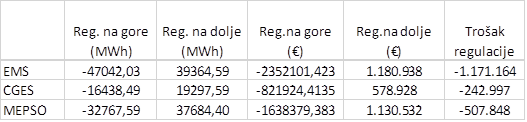 Reg. na gore (MWh) Reg. na dolje (MWh) Reg.na gore (€) Reg.na dolje (€) Trošak regulacije
EMS -47042,03 39364,59 -2352101,423 1.180.938 -1.171.164
CGES -16438,49 19297,59 -821924,4135 578.928 -242.997
MEPSO -32767,59 37684,40 -1638379,383 1.130.532 -507.848